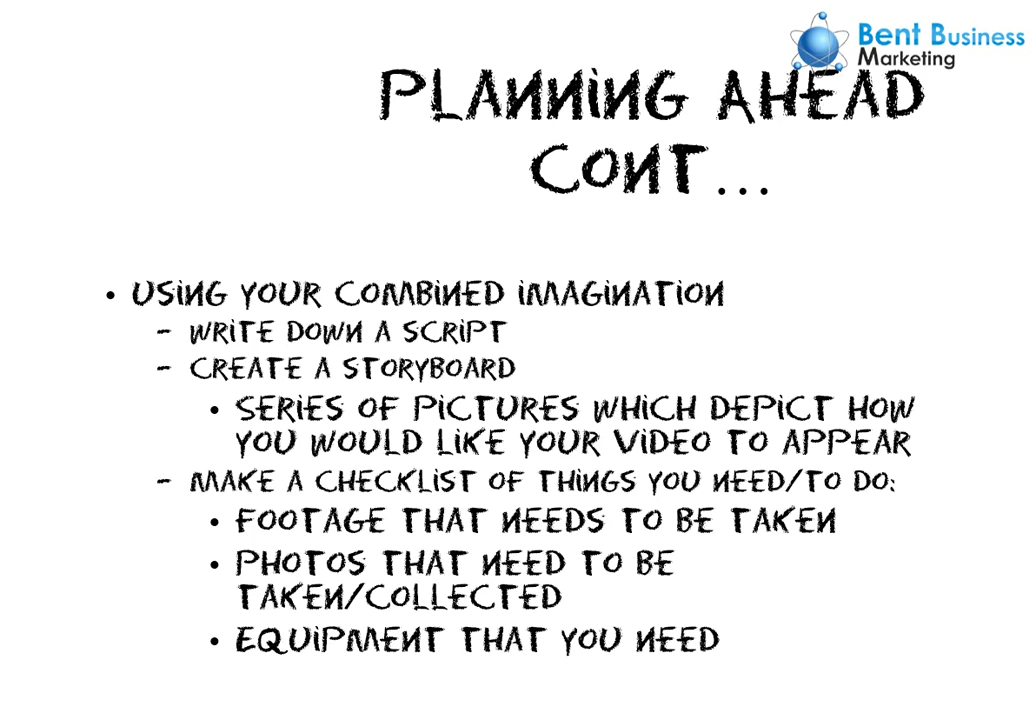 Bent Business
Marketing
PLANNING AHEAD
CONT...
• USING YOUR COMBINED IMAGINATION
– WRITE DOWN A SCRIPT
– CREATE A STORYBOARD
• SERIES OF PICTURES WHICH DEPICT HOW
YOU WOULD LIKE YOUR VIDEO TO APPEAR
– MAKE A CHECKLIST OF THINGS YOU NEED/TO DO:
• FOOTAGE THAT NEEDS TO BE TAKEN
• PHOTOS THAT NEED TO BE
TAKEN/COLLECTED
• EQUIPMENT THAT YOU NEED